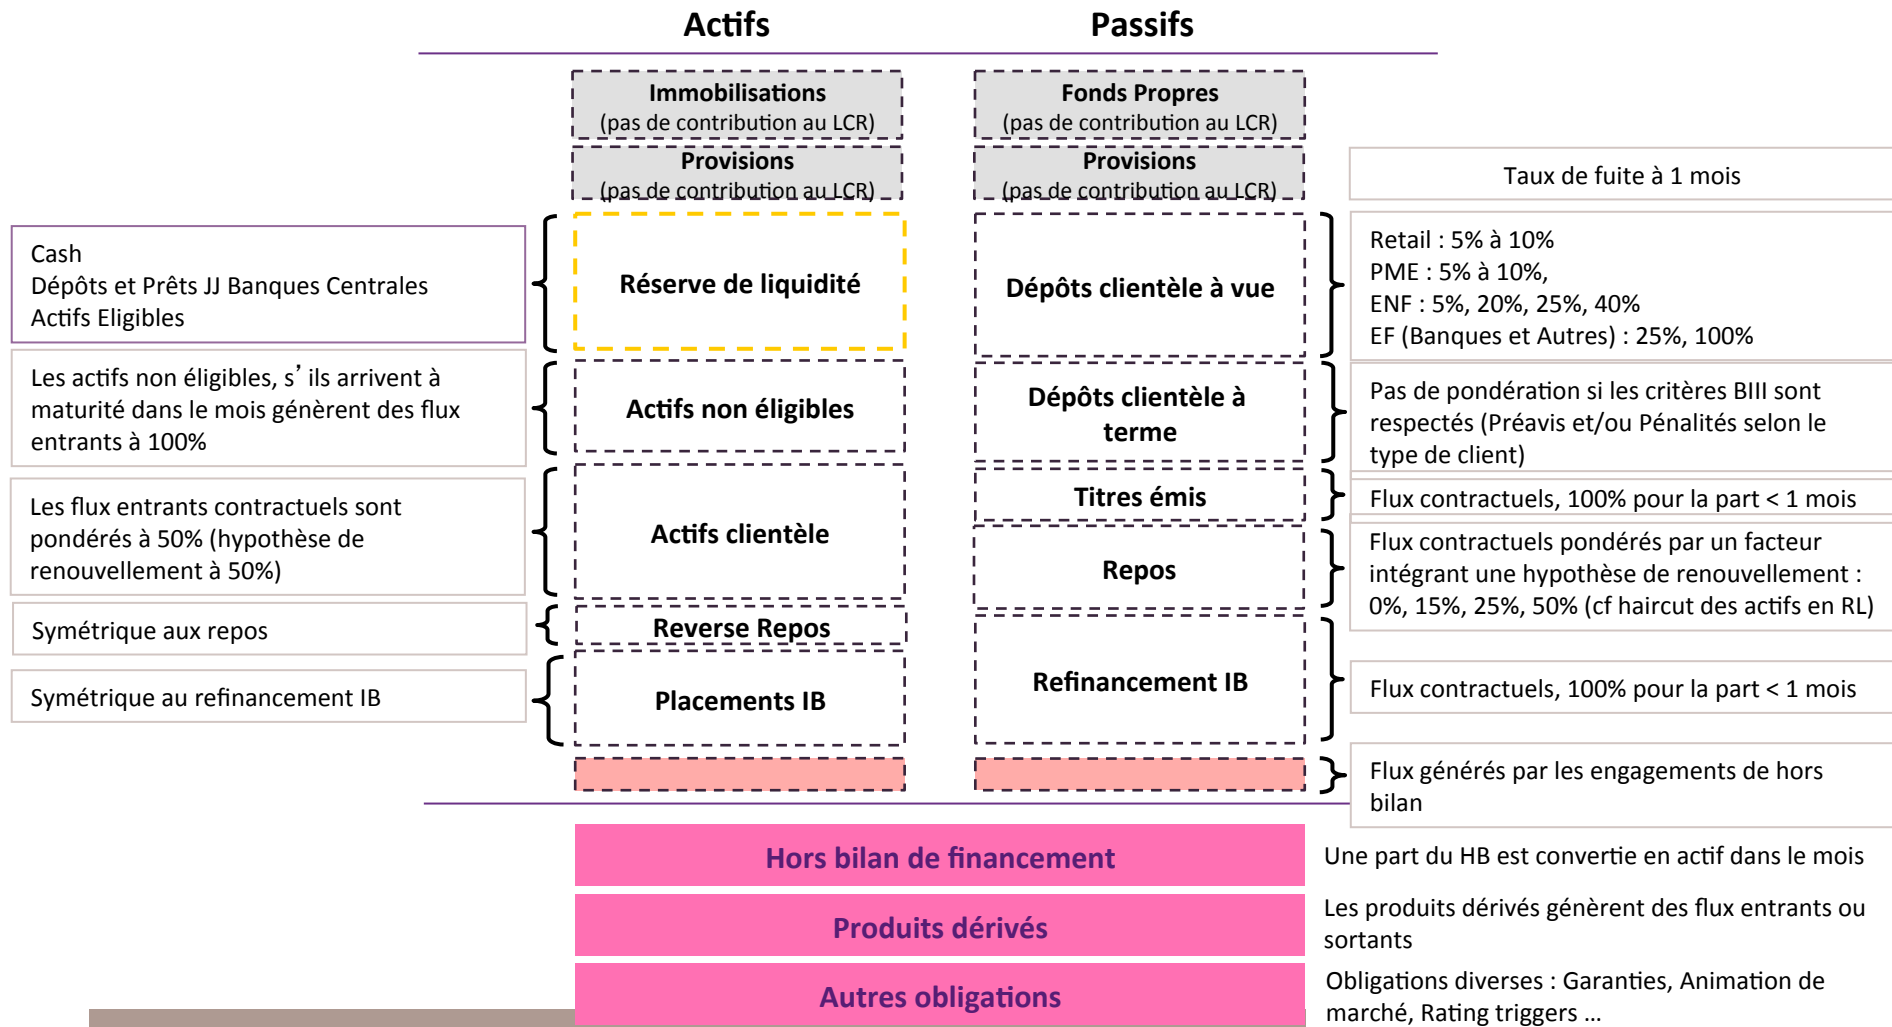 Actifs
Passifs
Immobilisations
(pas de contribution au LCR)
Fonds Propres
(pas de contribution au LCR)
Provisions
(pas de contribution au LCR)
Provisions
(pas de contribution au LCR)
Taux de fuite à 1 mois
Cash
Dépôts et Prêts JJ Banques Centrales
Actifs Eligibles
Réserve de liquidité
Dépôts clientèle à vue
Retail : 5% à 10%
PME : 5% à 10%,
ENF : 5%, 20%, 25%, 40%
EF (Banques et Autres) : 25%, 100%
Les actifs non éligibles, s’ ils arrivent à
maturité dans le mois génèrent des flux
entrants à 100%
Actifs non éligibles
Dépôts clientèle à
terme
Pas de pondération si les critères BIII sont
respectés (Préavis et/ou Pénalités selon le
type de client)
Les flux entrants contractuels sont
pondérés à 50% (hypothèse de
renouvellement à 50%)
Actifs clientèle
Titres émis
Flux contractuels, 100% pour la part < 1 mois
Repos
Flux contractuels pondérés par un facteur
intégrant une hypothèse de renouvellement :
0%, 15%, 25%, 50% (cf haircut des actifs en RL)
Symétrique aux repos
Reverse Repos
Symétrique au refinancement IB
Placements IB
Refinancement IB
Flux contractuels, 100% pour la part < 1 mois
Flux générés par les engagements de hors
bilan
Hors bilan de financement
Une part du HB est convertie en actif dans le mois
Produits dérivés
Les produits dérivés génèrent des flux entrants ou
sortants
Autres obligations
Obligations diverses : Garanties, Animation de
marché, Rating triggers ...